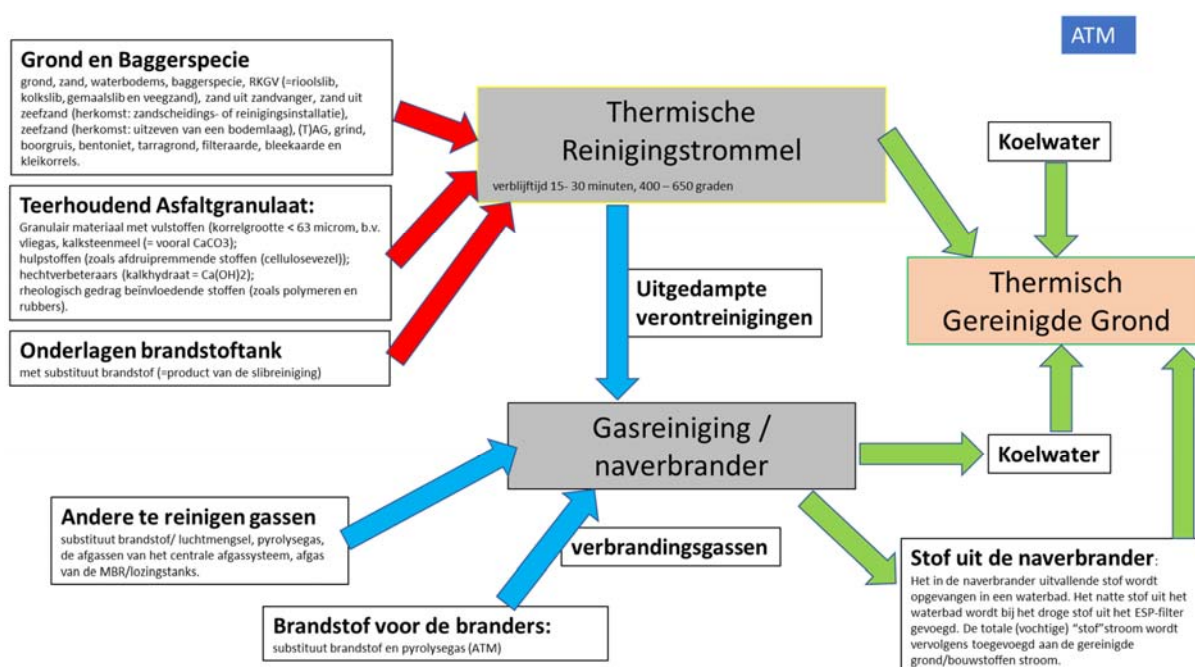 ATM
Grond en Baggerspecie
grond, zand, waterbodems, baggerspecie, RKGV (=rioolslib,
kolkslib, gemaalslib en veegzand), zand uit zandvanger, zand uit
zeefzand (herkomst: zandscheidings- of reinigingsinstallatie),
zeefzand (herkomst: uitzeven van een bodemlaag), (T)AG, grind,
boorgruis, bentoniet, tarragrond, filteraarde, bleekaarde en
kleikorrels.
Thermische
Reinigingstrommel
verblijftijd 15- 30 minuten, 400 – 650 graden
Koelwater
Teerhoudend Asfaltgranulaat:
Granulair materiaal met vulstoffen (korrelgrootte < 63 microm, b.v.
vliegas, kalksteenmeel (= vooral CaCO3);
hulpstoffen (zoals afdruipremmende stoffen (cellulosevezel));
hechtverbeteraars (kalkhydraat = Ca(OH)2);
rheologisch gedrag beïnvloedende stoffen (zoals polymeren en
rubbers).
Uitgedampte
verontreinigingen
Thermisch
Gereinigde Grond
Onderlagen brandstoftank
met substituut brandstof (=product van de slibreiniging)
Gasreiniging /
naverbrander
Koelwater
Andere te reinigen gassen
substituut brandstof/ luchtmengsel, pyrolysegas,
de afgassen van het centrale afgassysteem, afgas
van de MBR/lozingstanks.
verbrandingsgassen
Brandstof voor de branders:
substituut brandstof en pyrolysegas (ATM)
Stof uit de naverbrander:
Het in de naverbrander uitvallende stof wordt
opgevangen in een waterbad. Het natte stof uit het
waterbad wordt bij het droge stof uit het ESP-filter
gevoegd. De totale (vochtige) “stof”stroom wordt
vervolgens toegevoegd aan de gereinigde
grond/bouwstoffen stroom.